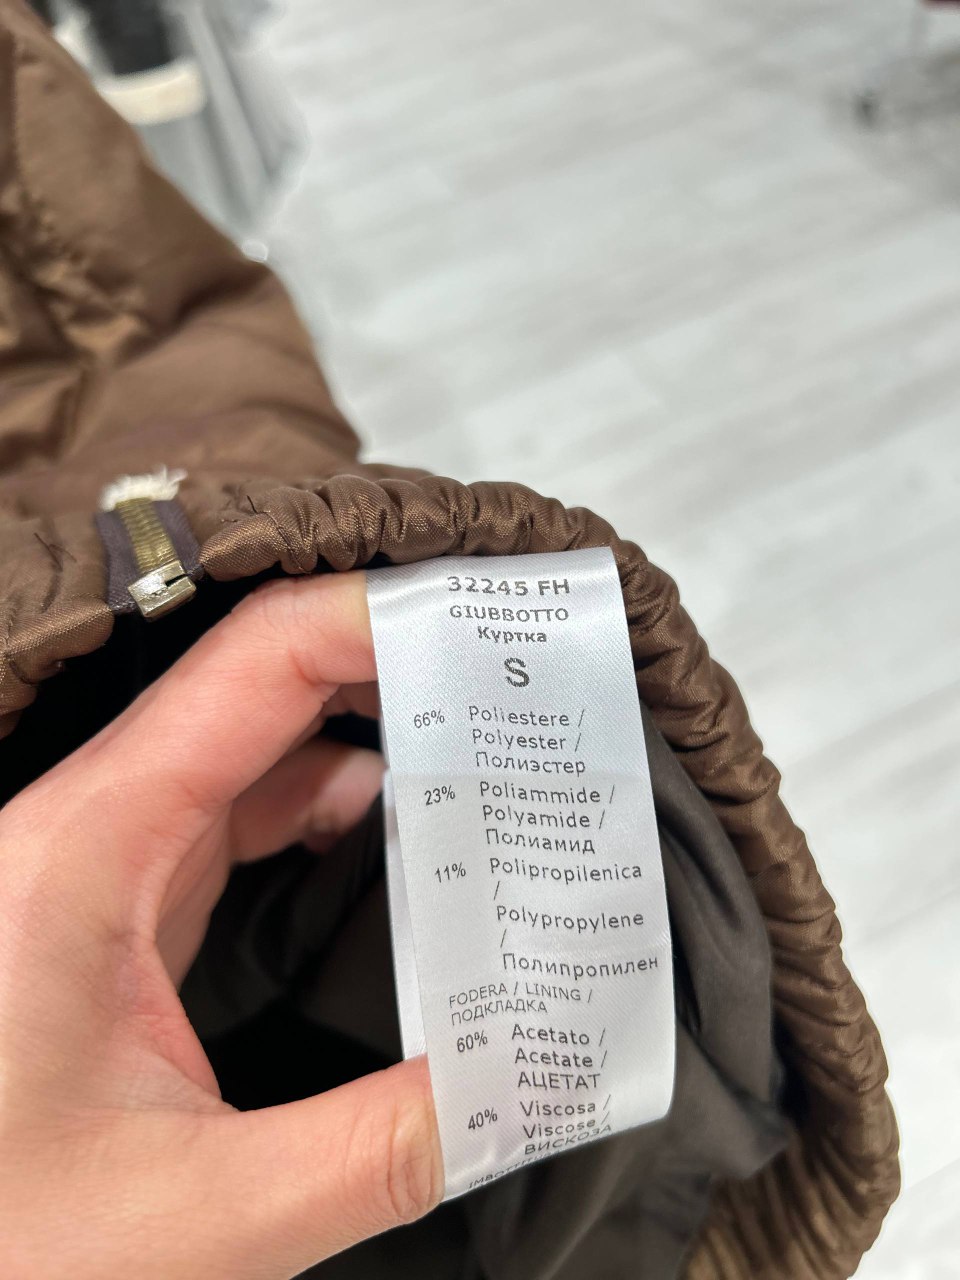 32245 FH
GIUBBOTTO
Куртка
S
66% Poliestere /
Polyester /
Полиэстер
23% Poliammide /
Polyamide /
Полиамид
11% Polipropilenica
/
Polypropylene
/
Полипропилен
FODERA / LINING /
ПОДКЛАДКА
60% Acetato /
Acetate /
АЦЕТАТ
40% Viscosa /
Viscose /
ВИСКОЗА